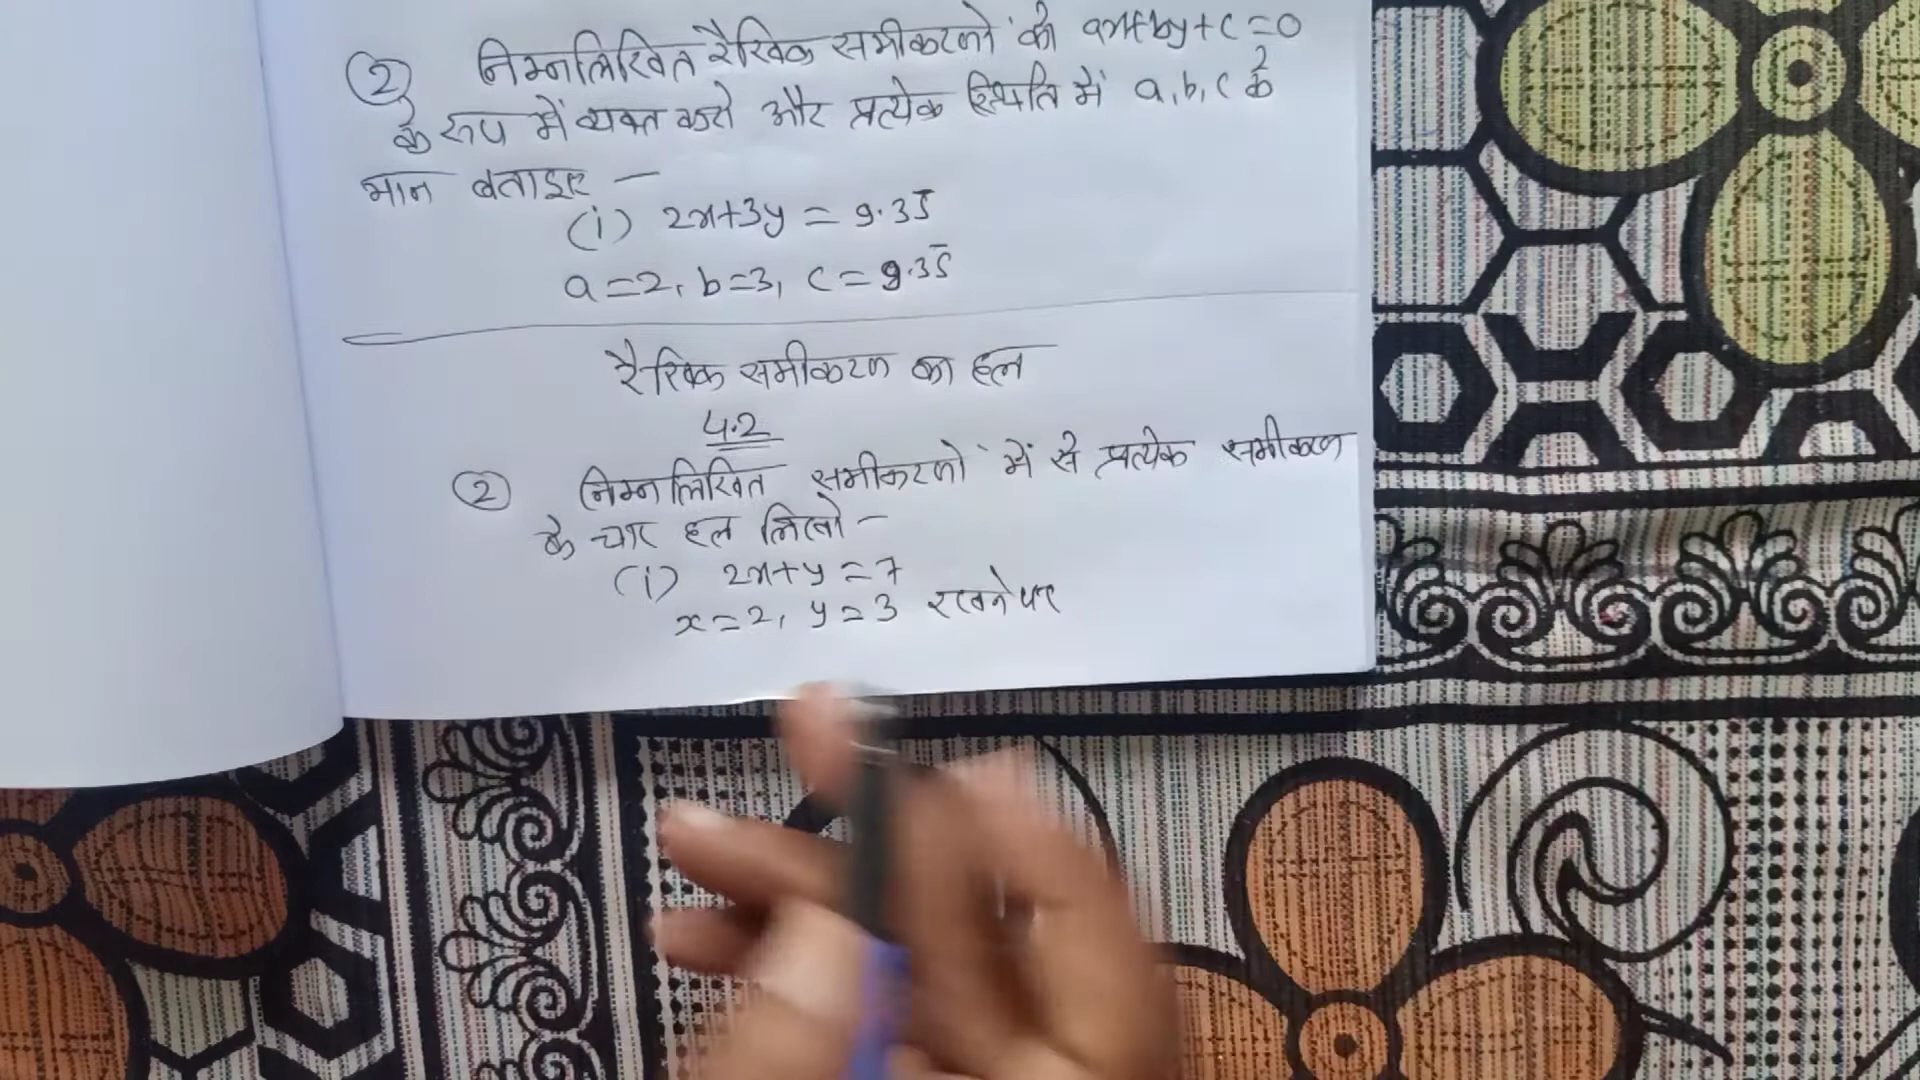 ② निम्नलिखित रैखिक समीकरणों को ax+by+c=0
के रूप में व्यक्त करो और प्रत्येक स्थिति में a, b, c के
मान बताइए –
(i) 2x+3y = 9.35̄
a=2, b=3, c = 9.35̄
रैखिक समीकरण का हल
4.2
② निम्नलिखित समीकरणों में से प्रत्येक समीकरण
के चार हल लिखो –
(i) 2x+y = 7
x=2, y=3 रखने पर